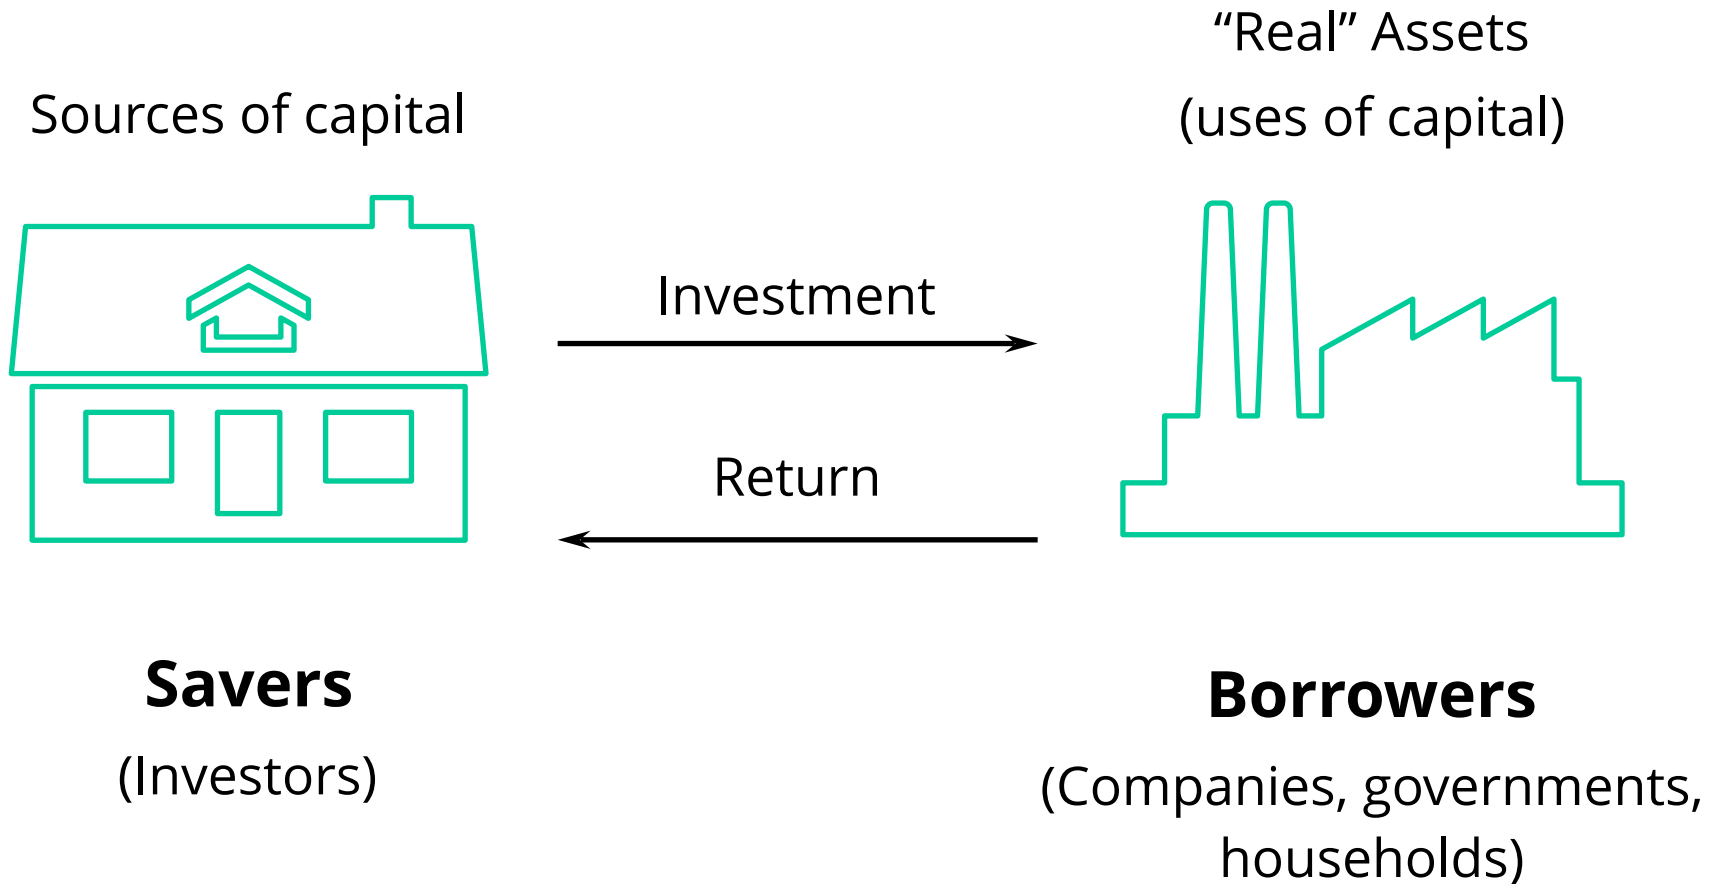 Sources of capital
“Real” Assets
(uses of capital)
Investment
Return
Savers
(Investors)
Borrowers
(Companies, governments,
households)